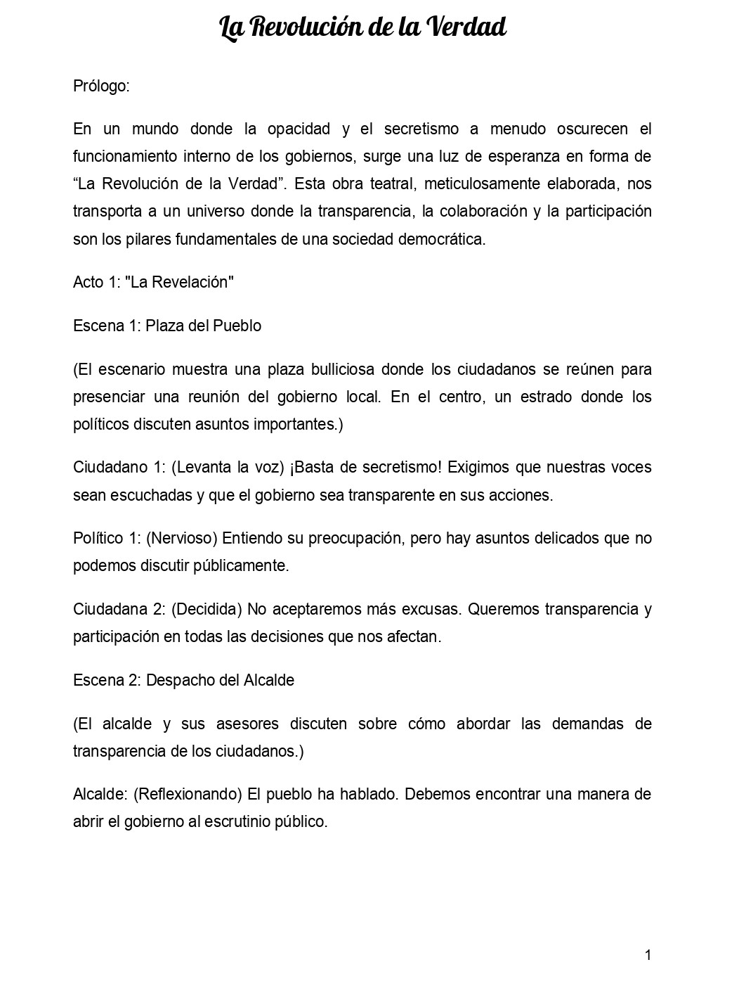 La Revolución de la Verdad
Prólogo:
En un mundo donde la opacidad y el secretismo a menudo oscurecen el
funcionamiento interno de los gobiernos, surge una luz de esperanza en forma de
“La Revolución de la Verdad”. Esta obra teatral, meticulosamente elaborada, nos
transporta a un universo donde la transparencia, la colaboración y la participación
son los pilares fundamentales de una sociedad democrática.
Acto 1: "La Revelación"
Escena 1: Plaza del Pueblo
(El escenario muestra una plaza bulliciosa donde los ciudadanos se reúnen para
presenciar una reunión del gobierno local. En el centro, un estrado donde los
políticos discuten asuntos importantes.)
Ciudadano 1: (Levanta la voz) ¡Basta de secretismo! Exigimos que nuestras voces
sean escuchadas y que el gobierno sea transparente en sus acciones.
Político 1: (Nervioso) Entiendo su preocupación, pero hay asuntos delicados que no
podemos discutir públicamente.
Ciudadana 2: (Decidida) No aceptaremos más excusas. Queremos transparencia y
participación en todas las decisiones que nos afectan.
Escena 2: Despacho del Alcalde
(El alcalde y sus asesores discuten sobre cómo abordar las demandas de
transparencia de los ciudadanos.)
Alcalde: (Reflexionando) El pueblo ha hablado. Debemos encontrar una manera de
abrir el gobierno al escrutinio público.
1